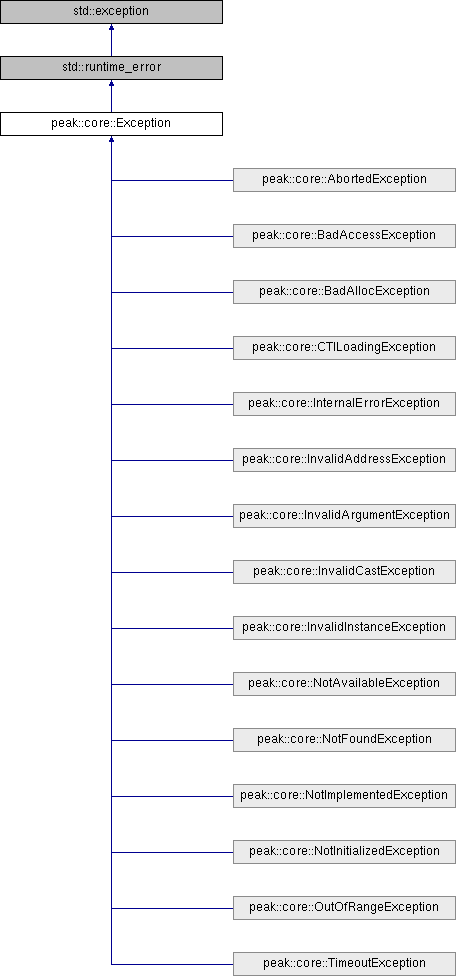 std::exception
std::runtime_error
peak::core::Exception
peak::core::AbortedException
peak::core::BadAccessException
peak::core::BadAllocException
peak::core::CTILoadingException
peak::core::InternalErrorException
peak::core::InvalidAddressException
peak::core::InvalidArgumentException
peak::core::InvalidCastException
peak::core::InvalidInstanceException
peak::core::NotAvailableException
peak::core::NotFoundException
peak::core::NotImplementedException
peak::core::NotInitializedException
peak::core::OutOfRangeException
peak::core::TimeoutException